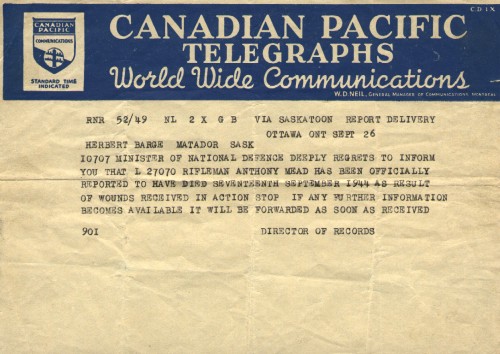 CD 1X
CANADIAN PACIFIC
TELEGRAPHS
World Wide Communications
W.D. NEIL, GENERAL MANAGER OF COMMUNICATIONS, MONTREAL
CANADIAN
PACIFIC
COMMUNICATIONS
STANDARD TIME
INDICATED
RNR 52/49 NL 2 X G B VIA SASKATOON REPORT DELIVERY
OTTAWA ONT SEPT 26
HERBERT BARGE MATADOR SASK
10707 MINISTER OF NATIONAL DEFENCE DEEPLY REGRETS TO INFORM
YOU THAT L 27070 RIFLEMAN ANTHONY MEAD HAS BEEN OFFICIALLY
REPORTED TO HAVE DIED SEVENTEENTH SEPTEMBER 1944 AS RESULT
OF WOUNDS RECEIVED IN ACTION STOP IF ANY FURTHER INFORMATION
BECOMES AVAILABLE IT WILL BE FORWARDED AS SOON AS RECEIVED
901 DIRECTOR OF RECORDS